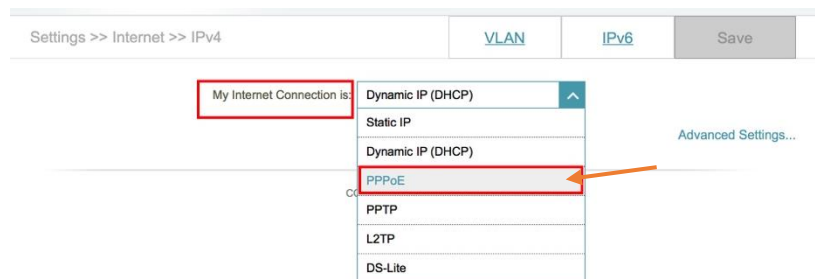 Settings >> Internet >> IPv4 VLAN IPv6 Save
My Internet Connection is: Dynamic IP (DHCP)
Static IP
Advanced Settings...
Dynamic IP (DHCP)
PPPoE
PPTP
L2TP
DS-Lite